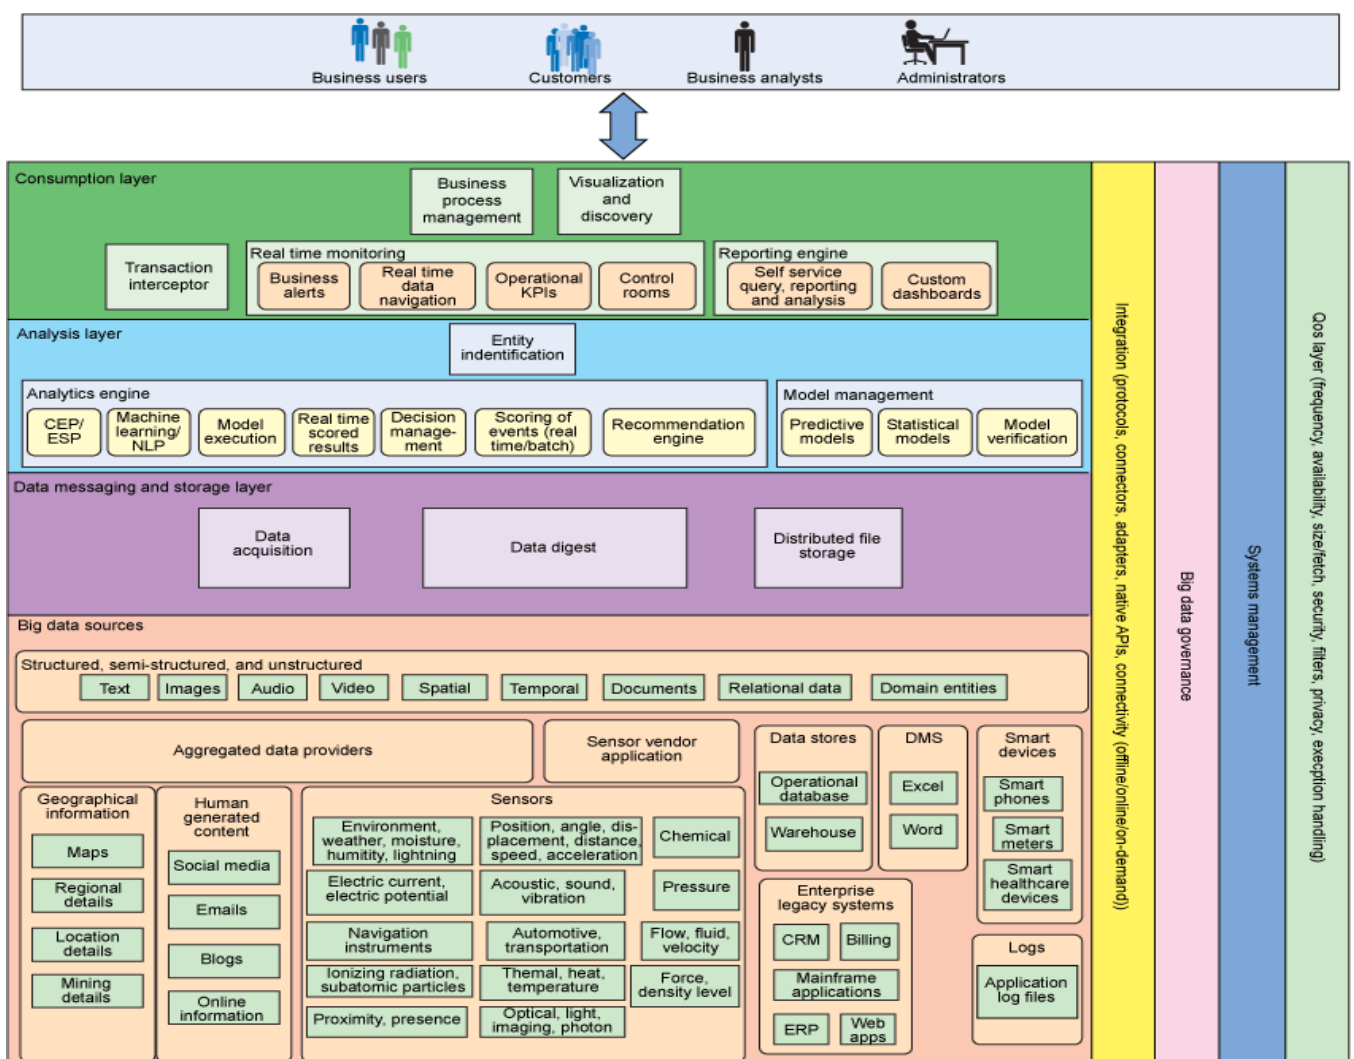 Business users
Customers
Business analysts
Administrators
Consumption layer
Business
process
management
Visualization
and
discovery
Transaction
interceptor
Real time monitoring
Business
alerts
Real time
data
navigation
Operational
KPIs
Control
rooms
Reporting engine
Self service
query, reporting
and analysis
Custom
dashboards
Analysis layer
Entity
indentification
Analytics engine
CEP/
ESP
Machine
learning/
NLP
Model
execution
Real time
scored
results
Decision
manage-
ment
Scoring of
events (real
time/batch)
Recommendation
engine
Model management
Predictive
models
Statistical
models
Model
verification
Data messaging and storage layer
Data
acquisition
Data digest
Distributed file
storage
Big data sources
Structured, semi-structured, and unstructured
Text
Images
Audio
Video
Spatial
Temporal
Documents
Relational data
Domain entities
Aggregated data providers
Sensor vendor
application
Geographical
information
Maps
Regional
details
Location
details
Mining
details
Human
generated
content
Social media
Emails
Blogs
Online
information
Sensors
Environment,
weather, moisture,
humitity, lightning
Position, angle, dis-
placement, distance,
speed, acceleration
Chemical
Electric current,
electric potential
Acoustic, sound,
vibration
Pressure
Navigation
instruments
Automotive,
transportation
Flow, fluid,
velocity
Ionizing radiation,
subatomic particles
Themal, heat,
temperature
Force,
density level
Proximity, presence
Optical, light,
imaging, photon
Data stores
Operational
database
Warehouse
DMS
Excel
Word
Smart
devices
Smart
phones
Smart
meters
Smart
healthcare
devices
Enterprise
legacy systems
CRM
Billing
Mainframe
applications
ERP
Web
apps
Logs
Application
log files
Integration (protocols, connectors, adapters, native APIs, connectivity (offline/online/on-demand))
Big data governance
Systems management
Qos layer (frequency, availability, size/fetch, security, filters, privacy, execption handling)